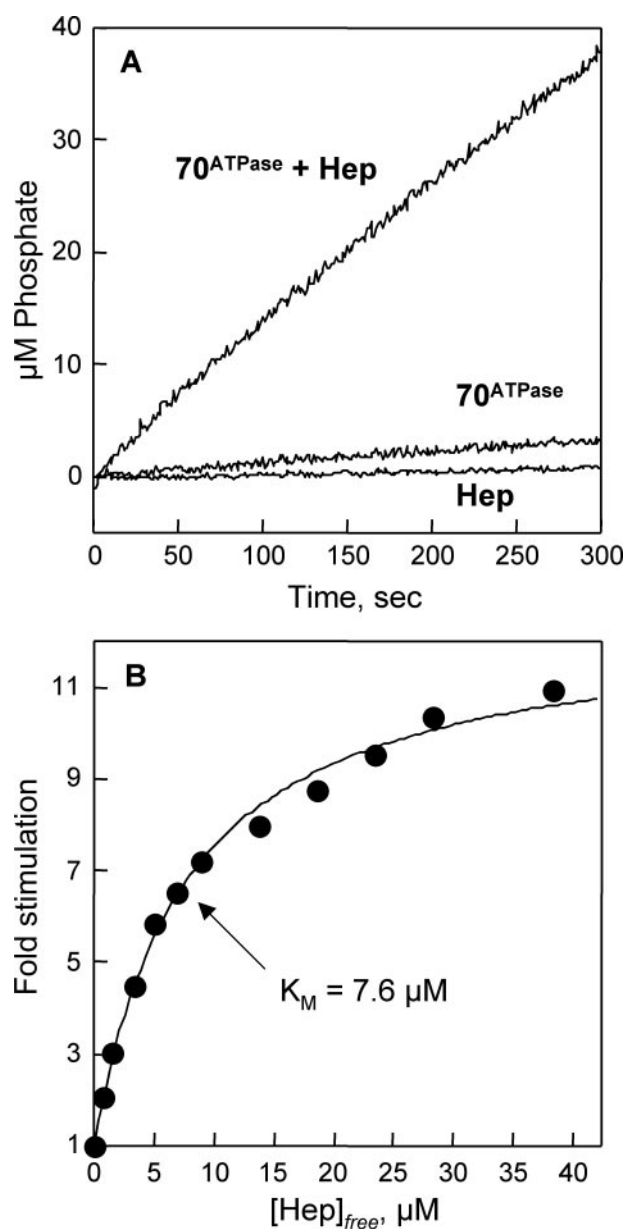 40
A
30
70ATPase + Hep
20
µM Phosphate
10
70ATPase
0
Hep
0 50 100 150 200 250 300
Time, sec
B
11
9
7
Fold stimulation
5
KM = 7.6 µM
3
1
0 5 10 15 20 25 30 35 40
[Hep]free, µM